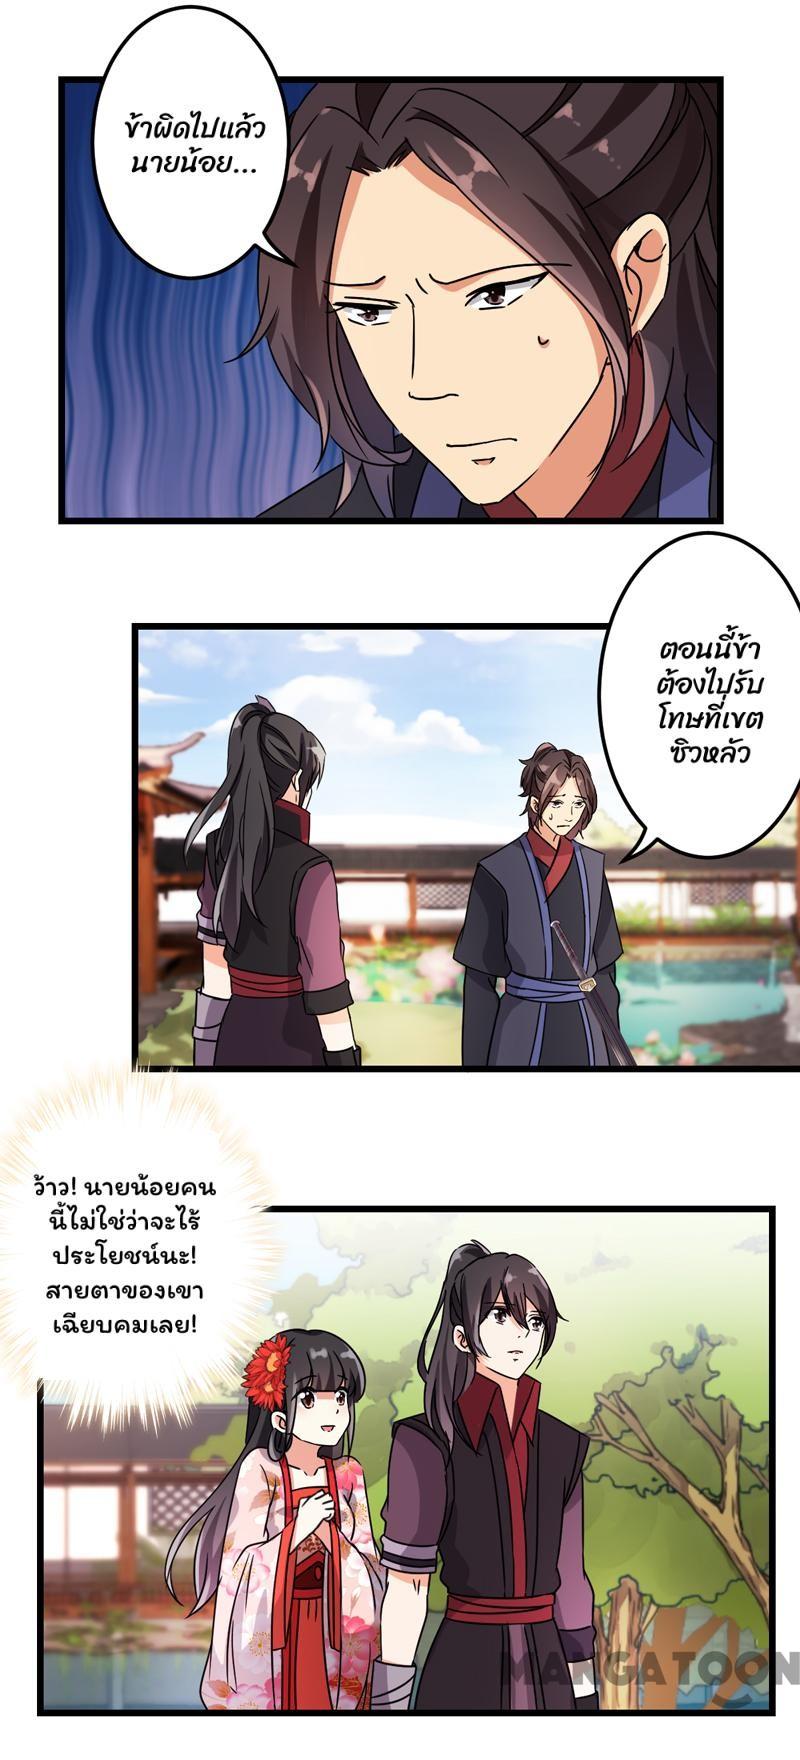 ข้าผิดไปแล้ว
นายน้อย...
ตอนนี้ข้า
ต้องไปรับ
โทษที่เขต
ซิวหลัว
ว้าว! นายน้อยคน
นี้ไม่ใช่ว่าจะไร้
ประโยชน์นะ!
สายตาของเขา
เฉียบคมเลย!
MANGATOON